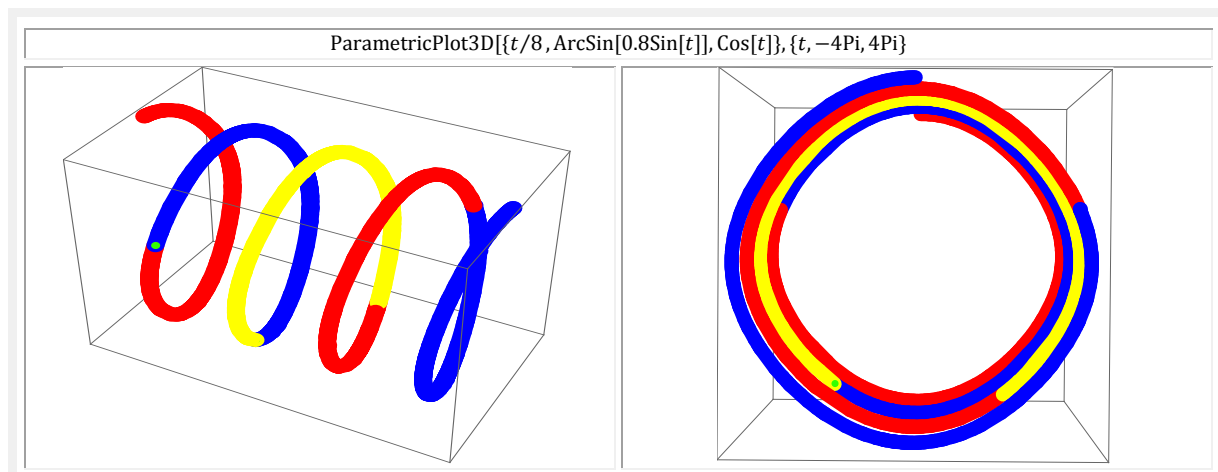 ParametricPlot3D[{t/8 , ArcSin[0.8Sin[t]], Cos[t]}, {t, −4Pi, 4Pi}